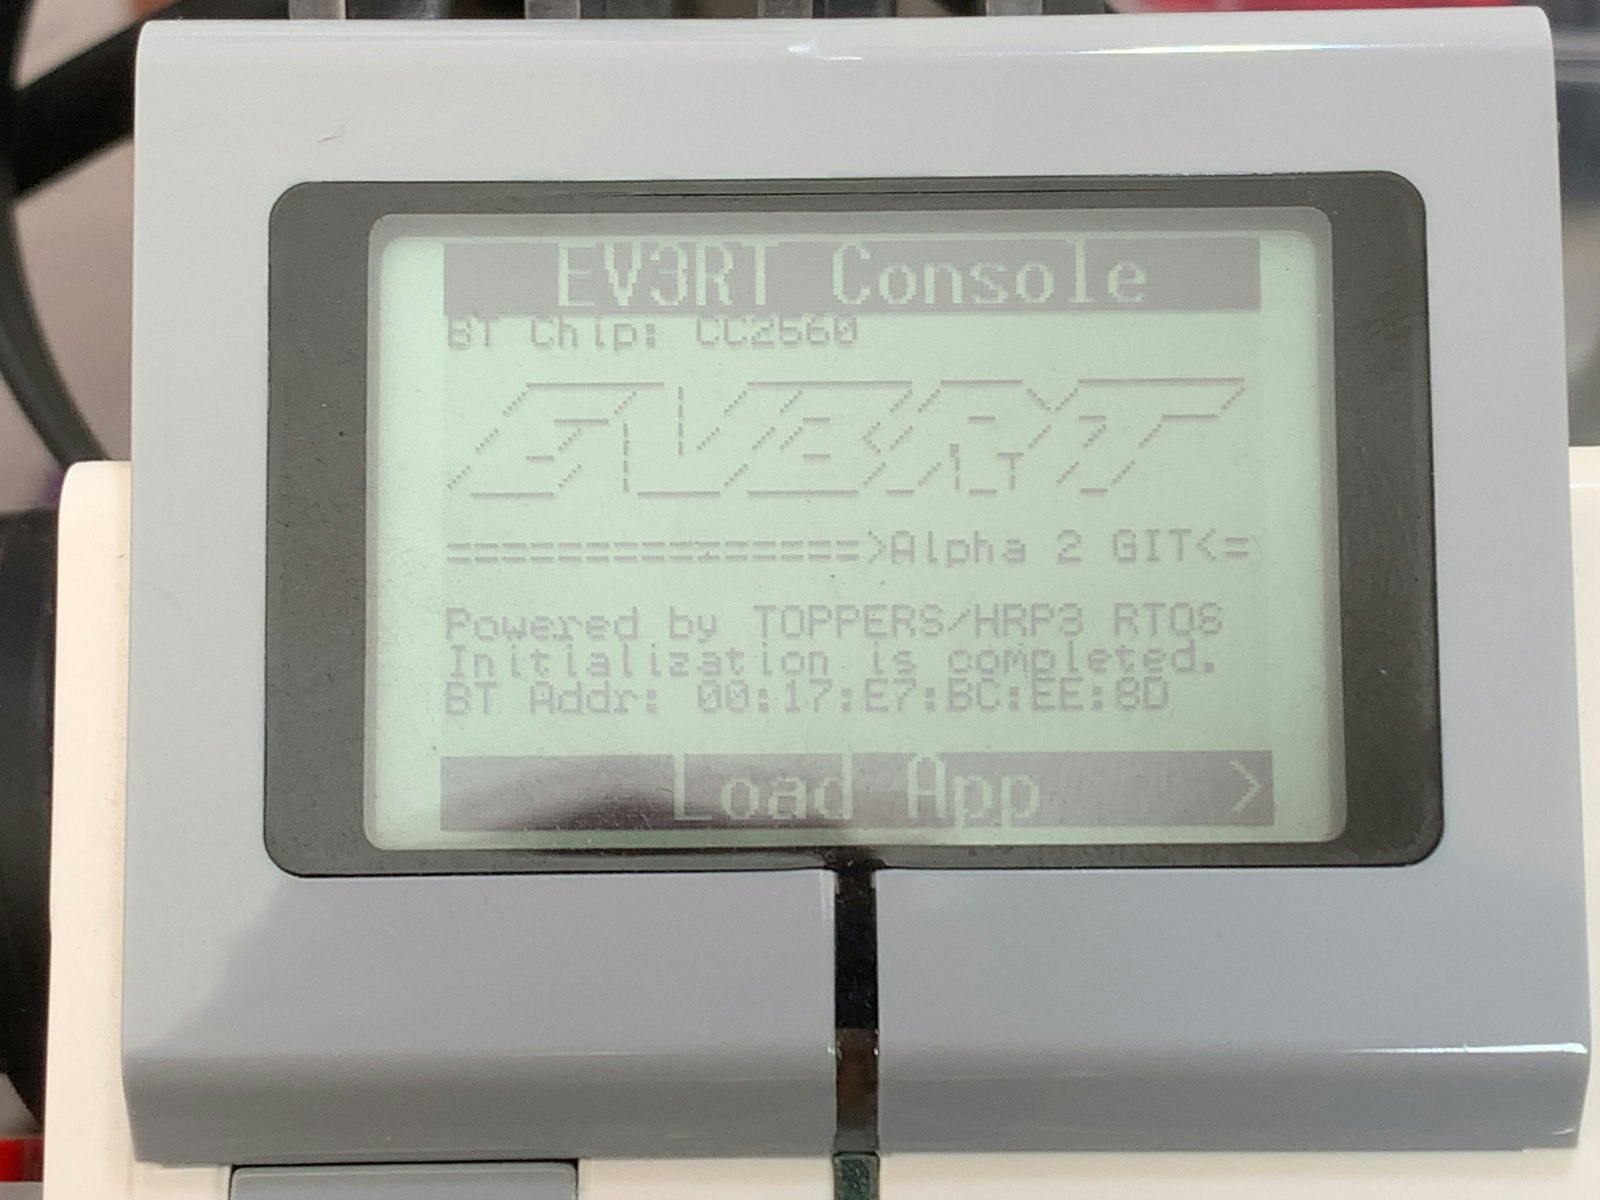 EV3RT Console
BT Chip: CC2560
EV3RT
===============>Alpha 2 GIT<=
Powered by TOPPERS/HRP3 RTOS
Initialization is completed.
BT Addr: 00:17:E7:BC:EE:8D
Load App >